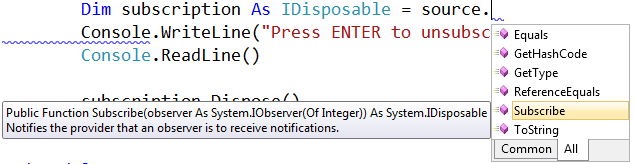 Dim subscription As IDisposable = source.
Console.WriteLine("Press ENTER to unsubsc
Console.ReadLine()
subscription.Dispose()
Public Function Subscribe(observer As System.IObserver(Of Integer)) As System.IDisposable
Notifies the provider that an observer is to receive notifications.
Equals
GetHashCode
GetType
ReferenceEquals
Subscribe
ToString
Common All